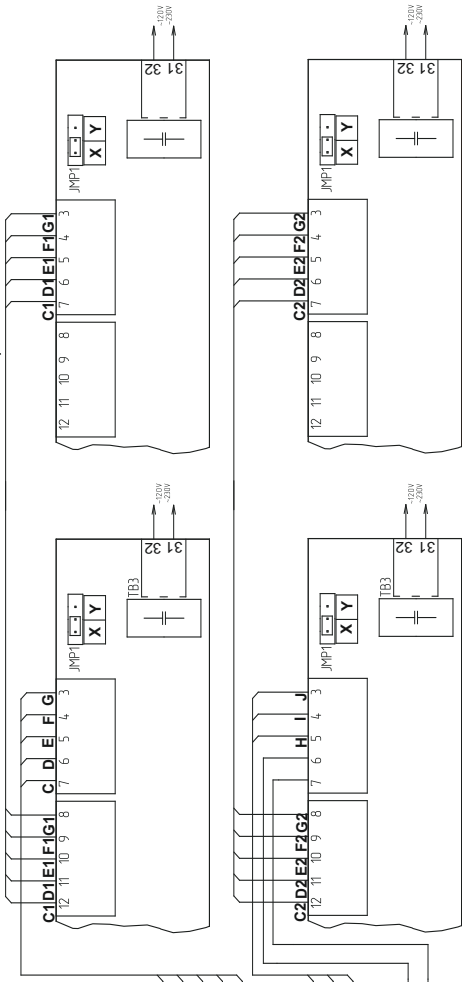 C1 D1 E1 F1 G1 C D E F G
12 11 10 9 8 7 6 5 4 3
JMP1
X Y
TB3
32 31
~120V
~230V
C1 D1 E1 F1 G1
12 11 10 9 8 7 6 5 4 3
JMP1
X Y
32 31
~120V
~230V
C2 D2 E2 F2 G2 H I J
12 11 10 9 8 7 6 5 4 3
JMP1
X Y
TB3
32 31
~120V
~230V
C2 D2 E2 F2 G2
12 11 10 9 8 7 6 5 4 3
JMP1
X Y
32 31
~120V
~230V